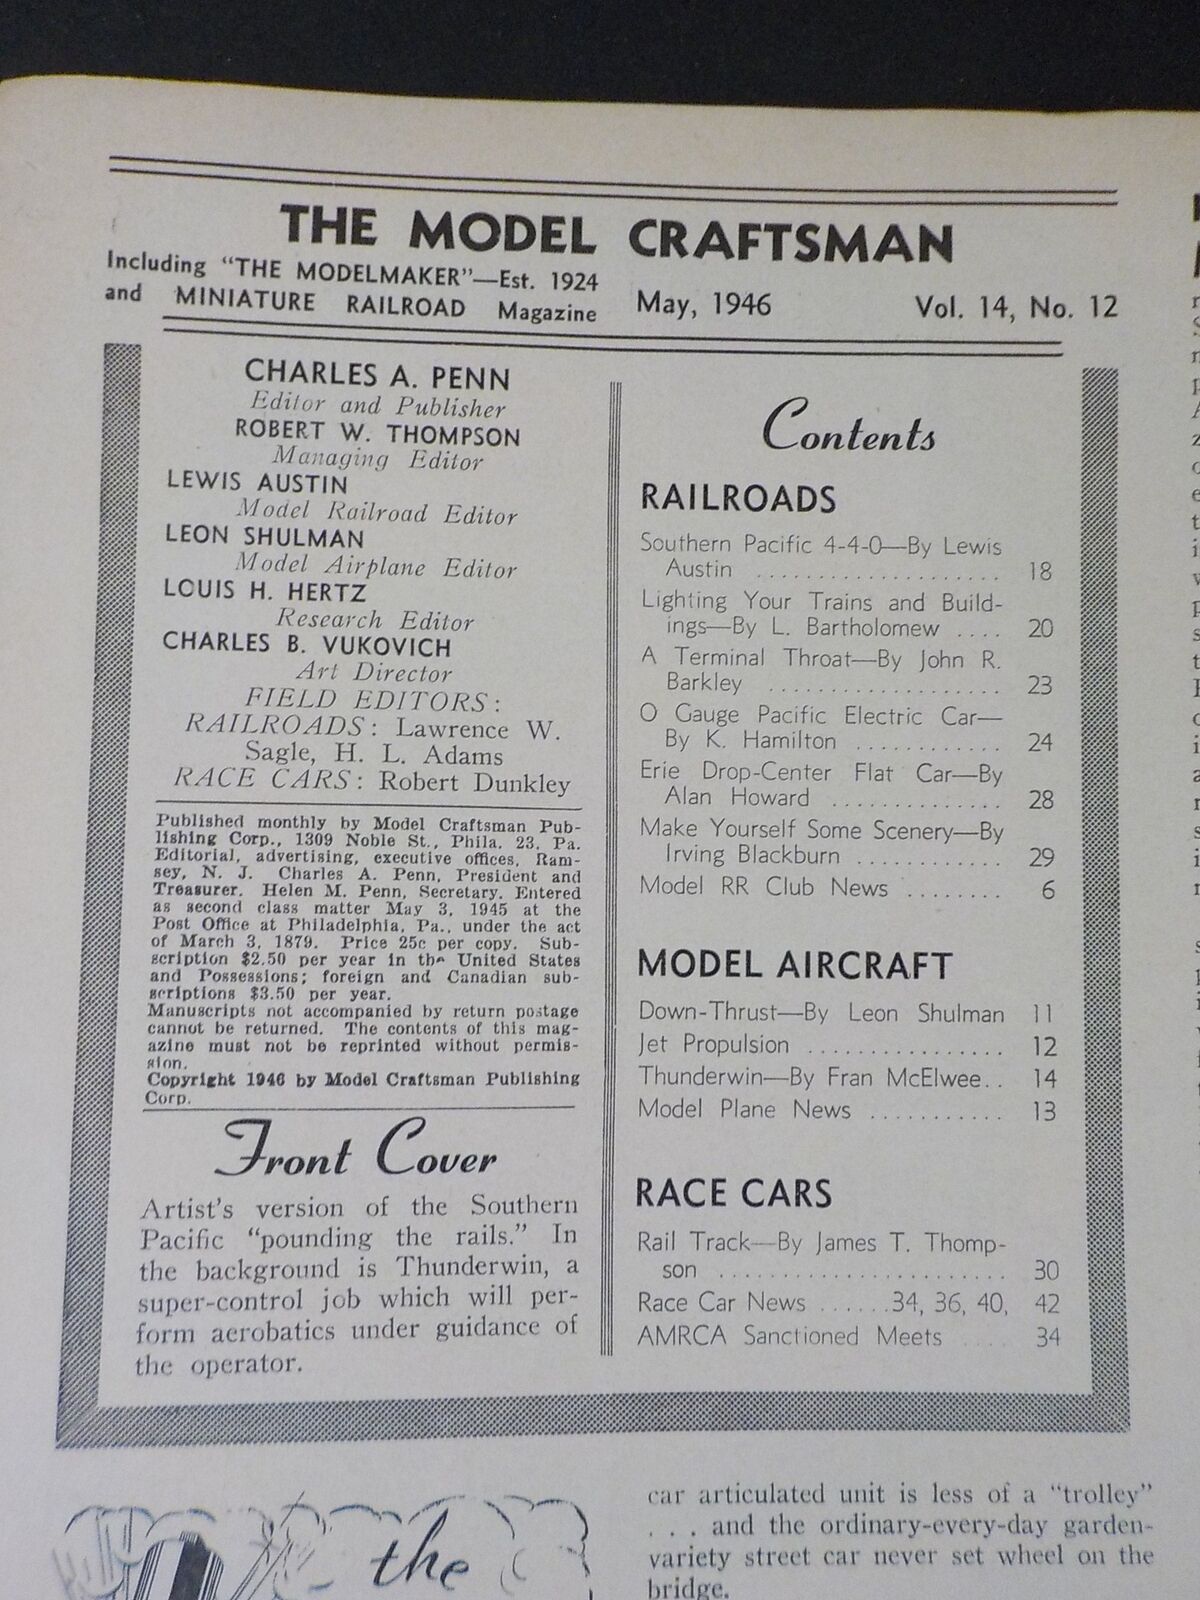 THE MODEL CRAFTSMAN
Including "THE MODELMAKER"—Est. 1924
and MINIATURE RAILROAD Magazine
May, 1946
Vol. 14, No. 12
CHARLES A. PENN
Editor and Publisher
ROBERT W. THOMPSON
Managing Editor
LEWIS AUSTIN
Model Railroad Editor
LEON SHULMAN
Model Airplane Editor
LOUIS H. HERTZ
Research Editor
CHARLES B. VUKOVICH
Art Director
FIELD EDITORS:
RAILROADS: Lawrence W.
Sagle, H. L. Adams
RACE CARS: Robert Dunkley
Published monthly by Model Craftsman Pub-
lishing Corp., 1309 Noble St., Phila. 23, Pa.
Editorial, advertising, executive offices, Ram-
sey, N. J. Charles A. Penn, President and
Treasurer. Helen M. Penn, Secretary. Entered
as second class matter May 3, 1945 at the
Post Office at Philadelphia, Pa., under the act
of March 3, 1879. Price 25c per copy. Sub-
scription $2.50 per year in the United States
and Possessions; foreign and Canadian sub-
scriptions $3.50 per year.
Manuscripts not accompanied by return postage
cannot be returned. The contents of this mag-
azine must not be reprinted without permis-
sion.
Copyright 1946 by Model Craftsman Publishing
Corp.
Front Cover
Artist's version of the Southern
Pacific "pounding the rails." In
the background is Thunderwin, a
super-control job which will per-
form aerobatics under guidance of
the operator.
Contents
RAILROADS
Southern Pacific 4-4-0—By Lewis
Austin .................... 18
Lighting Your Trains and Build-
ings—By L. Bartholomew .... 20
A Terminal Throat—By John R.
Barkley ................... 23
O Gauge Pacific Electric Car—
By K. Hamilton ............ 24
Erie Drop-Center Flat Car—By
Alan Howard .............. 28
Make Yourself Some Scenery—By
Irving Blackburn ............ 29
Model RR Club News ........ 6
MODEL AIRCRAFT
Down-Thrust—By Leon Shulman 11
Jet Propulsion ................ 12
Thunderwin—By Fran McElwee.. 14
Model Plane News ........... 13
RACE CARS
Rail Track—By James T. Thomp-
son ........................ 30
Race Car News ......34, 36, 40, 42
AMRCA Sanctioned Meets .... 34
the
car articulated unit is less of a "trolley"
. . . and the ordinary-every-day garden-
variety street car never set wheel on the
bridge.